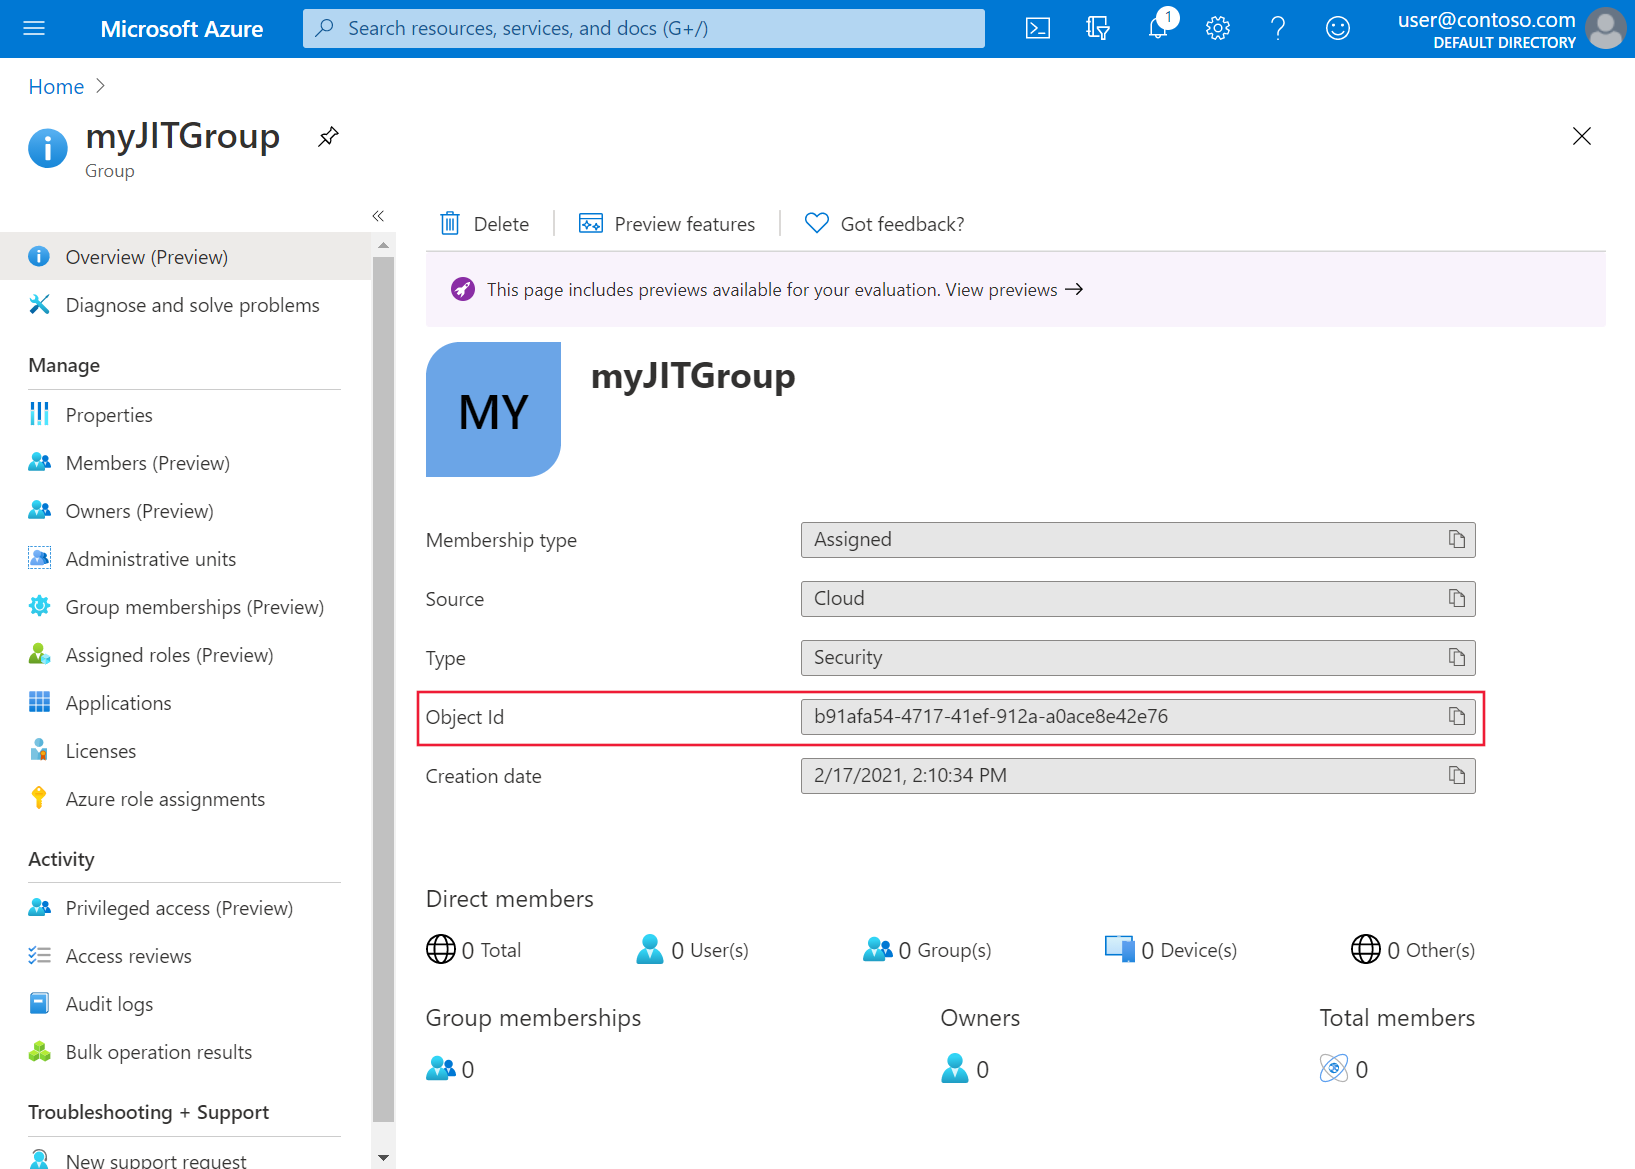 Microsoft Azure
Search resources, services, and docs (G+/)
1
user@contoso.com
DEFAULT DIRECTORY
Home
myJITGroup
Group
Overview (Preview)
Diagnose and solve problems
Manage
Properties
Members (Preview)
Owners (Preview)
Administrative units
Group memberships (Preview)
Assigned roles (Preview)
Applications
Licenses
Azure role assignments
Activity
Privileged access (Preview)
Access reviews
Audit logs
Bulk operation results
Troubleshooting + Support
New support request
Delete
Preview features
Got feedback?
This page includes previews available for your evaluation. View previews →
MY
myJITGroup
Membership type
Assigned
Source
Cloud
Type
Security
Object Id
b91afa54-4717-41ef-912a-a0ace8e42e76
Creation date
2/17/2021, 2:10:34 PM
Direct members
0 Total
0 User(s)
0 Group(s)
0 Device(s)
0 Other(s)
Group memberships
0
Owners
0
Total members
0